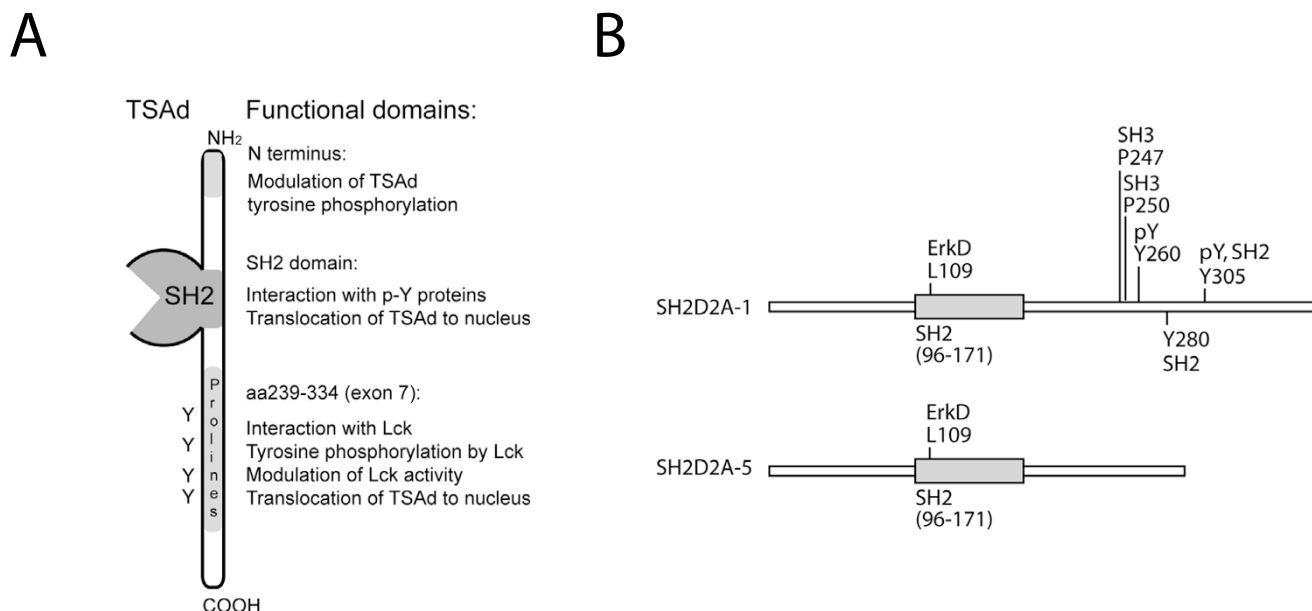 A
TSAd
Functional domains:
NH2
N terminus:
Modulation of TSAd
tyrosine phosphorylation
SH2
SH2 domain:
Interaction with p-Y proteins
Translocation of TSAd to nucleus
Prolines
Y
Y
Y
Y
aa239-334 (exon 7):
Interaction with Lck
Tyrosine phosphorylation by Lck
Modulation of Lck activity
Translocation of TSAd to nucleus
COOH
B
SH3
P247
SH3
P250
pY
Y260
pY, SH2
Y305
ErkD
L109
SH2D2A-1
SH2
(96-171)
Y280
SH2
ErkD
L109
SH2D2A-5
SH2
(96-171)